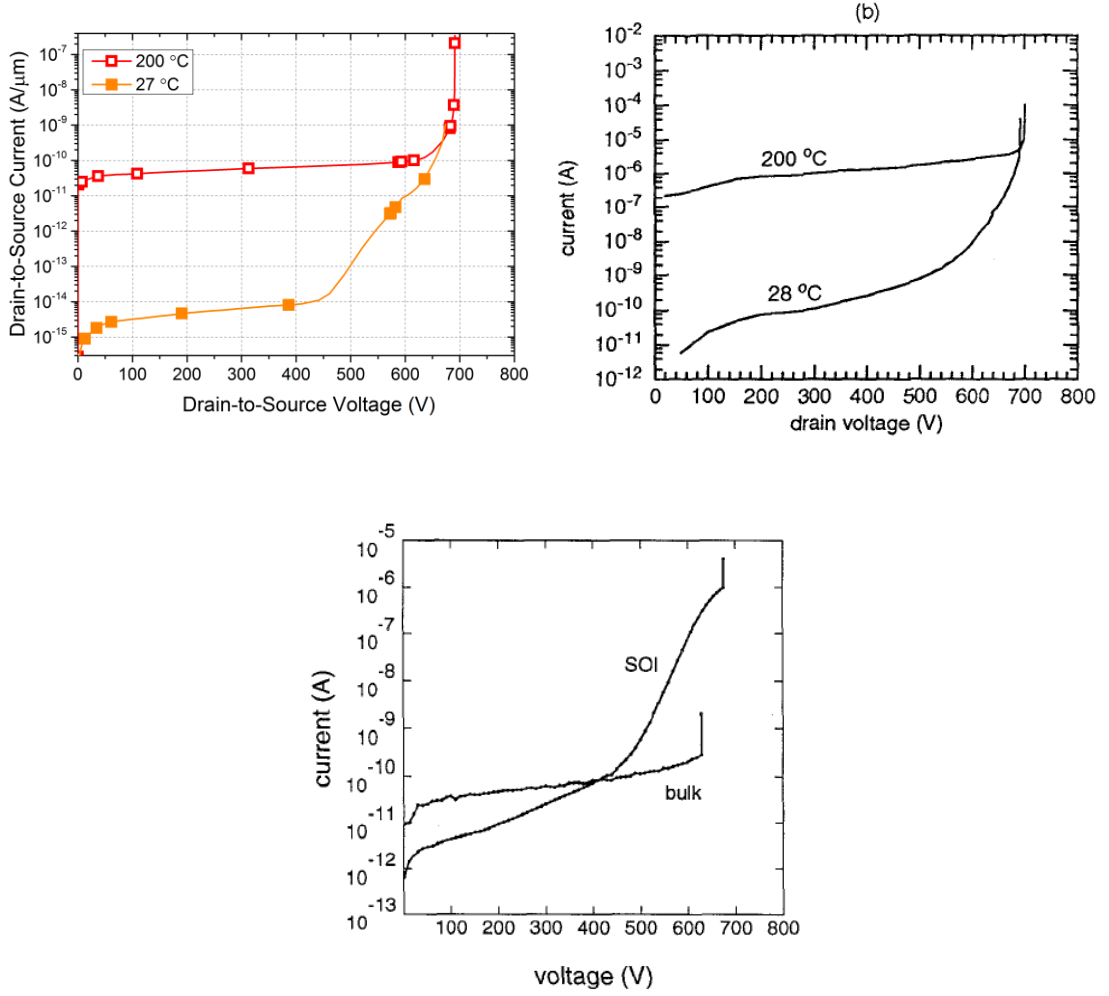 200 °C
27 °C
10⁻⁷
10⁻⁸
10⁻⁹
10⁻¹⁰
10⁻¹¹
10⁻¹²
10⁻¹³
10⁻¹⁴
10⁻¹⁵
Drain-to-Source Current (A/μm)
0 100 200 300 400 500 600 700 800
Drain-to-Source Voltage (V)
(b)
10⁻²
10⁻³
10⁻⁴
10⁻⁵
10⁻⁶
10⁻⁷
10⁻⁸
10⁻⁹
10⁻¹⁰
10⁻¹¹
10⁻¹²
current (A)
200 °C
28 °C
0 100 200 300 400 500 600 700 800
drain voltage (V)
10⁻⁵
10⁻⁶
10⁻⁷
10⁻⁸
10⁻⁹
10⁻¹⁰
10⁻¹¹
10⁻¹²
10⁻¹³
current (A)
SOI
bulk
100 200 300 400 500 600 700 800
voltage (V)